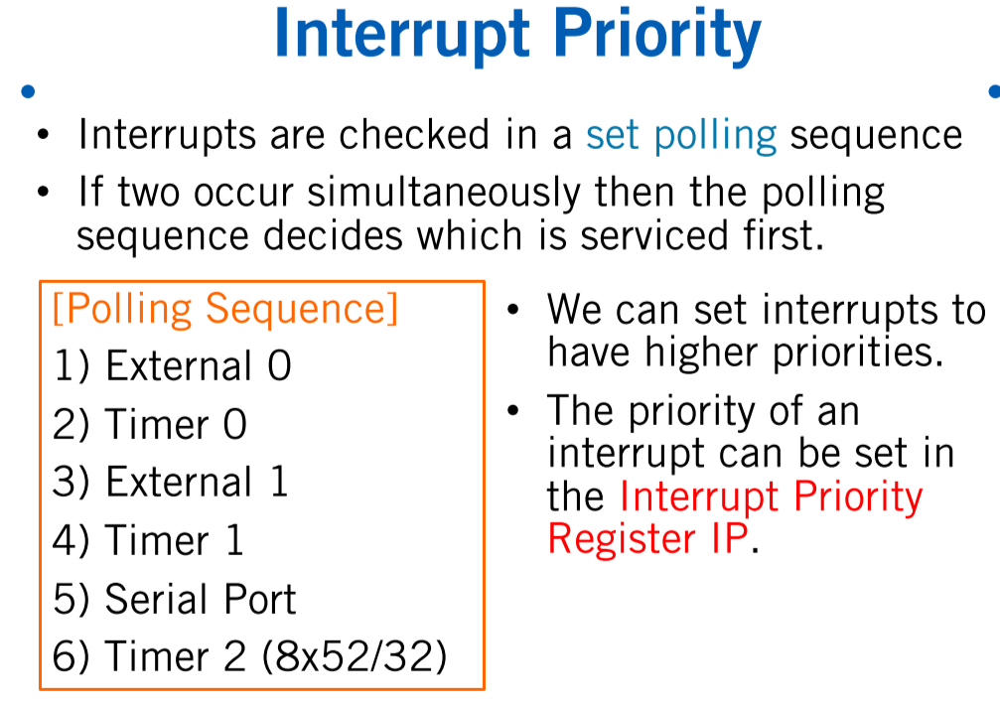 Interrupt Priority
• Interrupts are checked in a set polling sequence
• If two occur simultaneously then the polling
sequence decides which is serviced first.
[Polling Sequence]
1) External 0
2) Timer 0
3) External 1
4) Timer 1
5) Serial Port
6) Timer 2 (8x52/32)
• We can set interrupts to
have higher priorities.
• The priority of an
interrupt can be set in
the Interrupt Priority
Register IP.